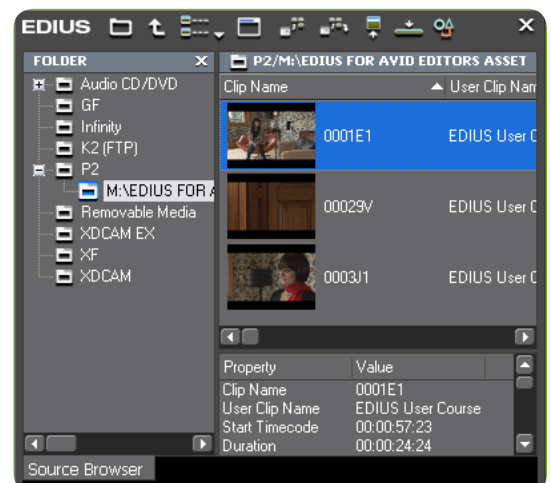 EDIUS
FOLDER
Audio CD/DVD
GF
Infinity
K2 (FTP)
P2
M:\EDIUS FOR A
Removable Media
XDCAM EX
XF
XDCAM
P2/M:\EDIUS FOR AVID EDITORS ASSET
Clip Name User Clip Nam
0001E1 EDIUS User C
00029V EDIUS User C
0003J1 EDIUS User C
Property Value
Clip Name 0001E1
User Clip Name EDIUS User Course
Start Timecode 00:00:57:23
Duration 00:00:24:24
Source Browser